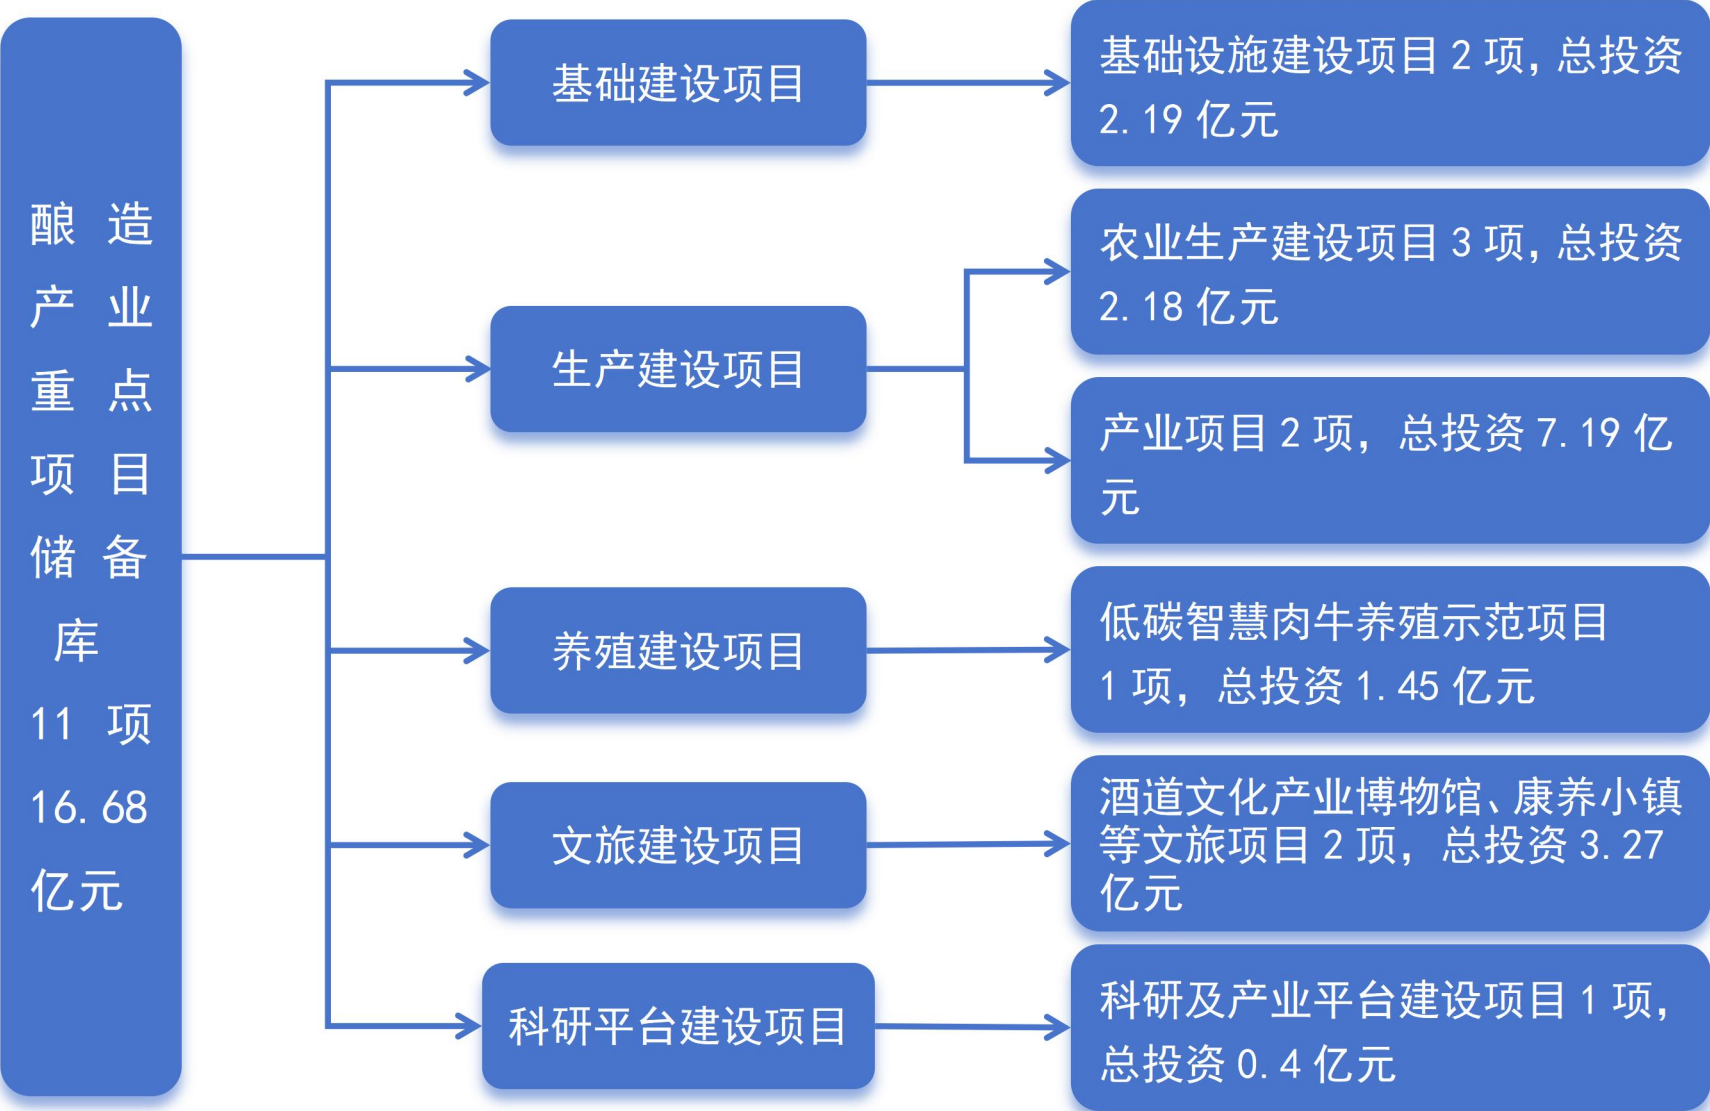 酿造
产业
重点
项目
储备
库
11 项
16.68
亿元
基础建设项目
基础设施建设项目 2 项，总投资
2.19 亿元
生产建设项目
农业生产建设项目 3 项，总投资
2.18 亿元
产业项目 2 项，总投资 7.19 亿
元
养殖建设项目
低碳智慧肉牛养殖示范项目
1 项，总投资 1.45 亿元
文旅建设项目
酒道文化产业博物馆、康养小镇
等文旅项目 2 顶，总投资 3.27
亿元
科研平台建设项目
科研及产业平台建设项目 1 项，
总投资 0.4 亿元